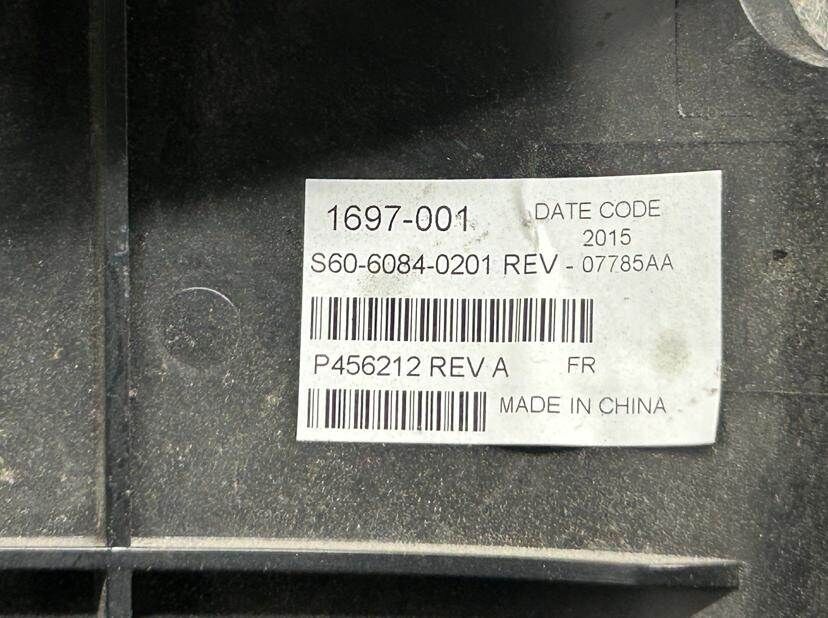 1697-001 DATE CODE
2015
S60-6084-0201 REV - 07785AA
P456212 REV A FR
MADE IN CHINA